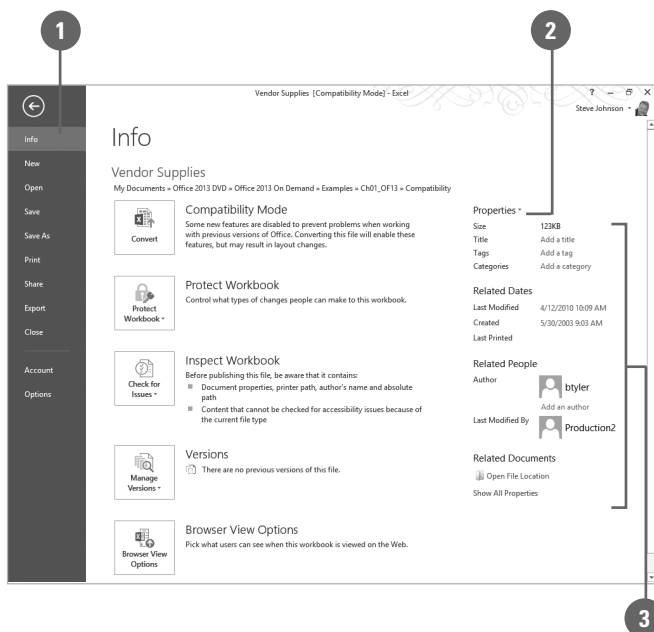 1
2
Vendor Supplies [Compatibility Mode] - Excel
?
Steve Johnson
Info
New
Open
Save
Save As
Print
Share
Export
Close
Account
Options
Info
Vendor Supplies
My Documents » Office 2013 DVD » Office 2013 On Demand » Examples » Ch01_OF13 » Compatibility
Convert
Compatibility Mode
Some new features are disabled to prevent problems when working
with previous versions of Office. Converting this file will enable these
features, but may result in layout changes.
Protect
Workbook
Protect Workbook
Control what types of changes people can make to this workbook.
Check for
Issues
Inspect Workbook
Before publishing this file, be aware that it contains:
Document properties, printer path, author's name and absolute
path
Content that cannot be checked for accessibility issues because of
the current file type
Manage
Versions
Versions
There are no previous versions of this file.
Browser View
Options
Browser View Options
Pick what users can see when this workbook is viewed on the Web.
Properties
Size 123KB
Title Add a title
Tags Add a tag
Categories Add a category
Related Dates
Last Modified 4/12/2010 10:09 AM
Created 5/30/2003 9:03 AM
Last Printed
Related People
Author btyler
Add an author
Last Modified By Production2
Related Documents
Open File Location
Show All Properties
3